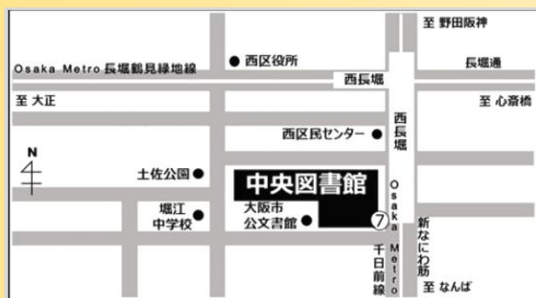 至 野田阪神
西区役所
Osaka Metro 長堀鶴見緑地線
長堀通
西長堀
至 大正
至 心斎橋
西長堀
西区民センター
N
土佐公園
中央図書館
堀江
中学校
大阪市
公文書館
⑦
Osaka Metro
千日前線
新なにわ筋
至 なんば